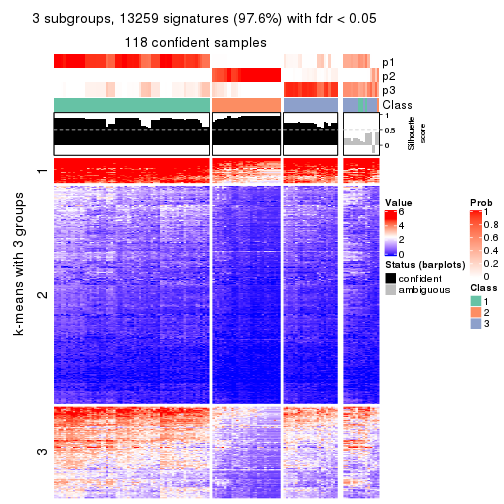 3 subgroups, 13259 signatures (97.6%) with fdr < 0.05
118 confident samples
p1
p2
p3
Class
1
0.5
0
Silhouette
score
k-means with 3 groups
1
2
3
Value
6
4
2
0
Status (barplots)
confident
ambiguous
Prob
1
0.8
0.6
0.4
0.2
0
Class
1
2
3